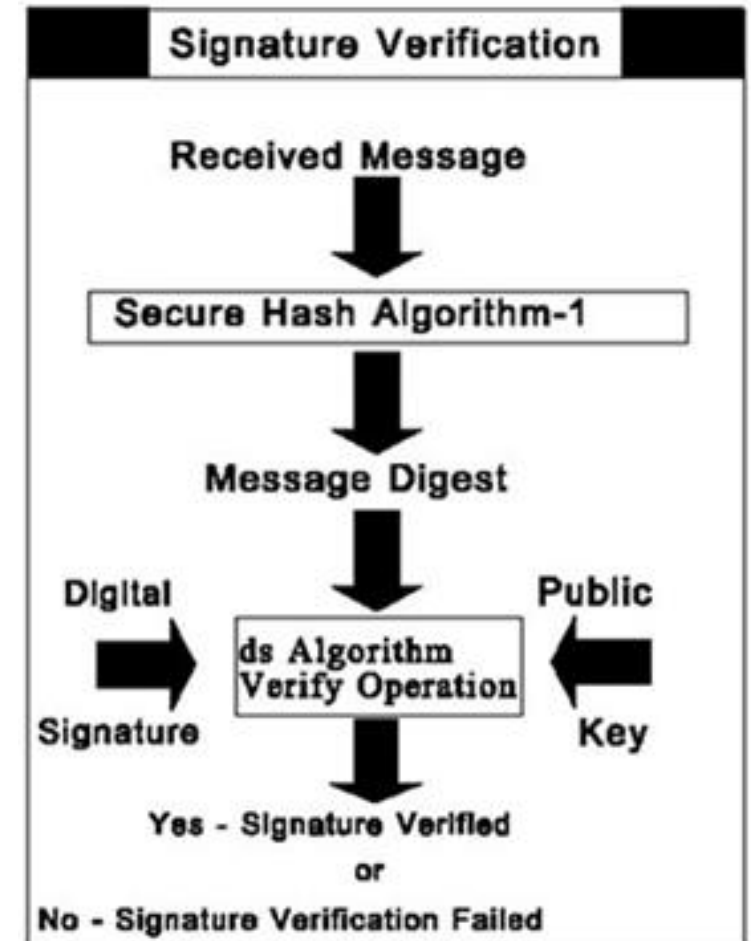 Signature Verification
Received Message
Secure Hash Algorithm-1
Message Digest
Digital
Public
ds Algorithm
Verify Operation
Signature
Key
Yes - Signature Verified
or
No - Signature Verification Failed